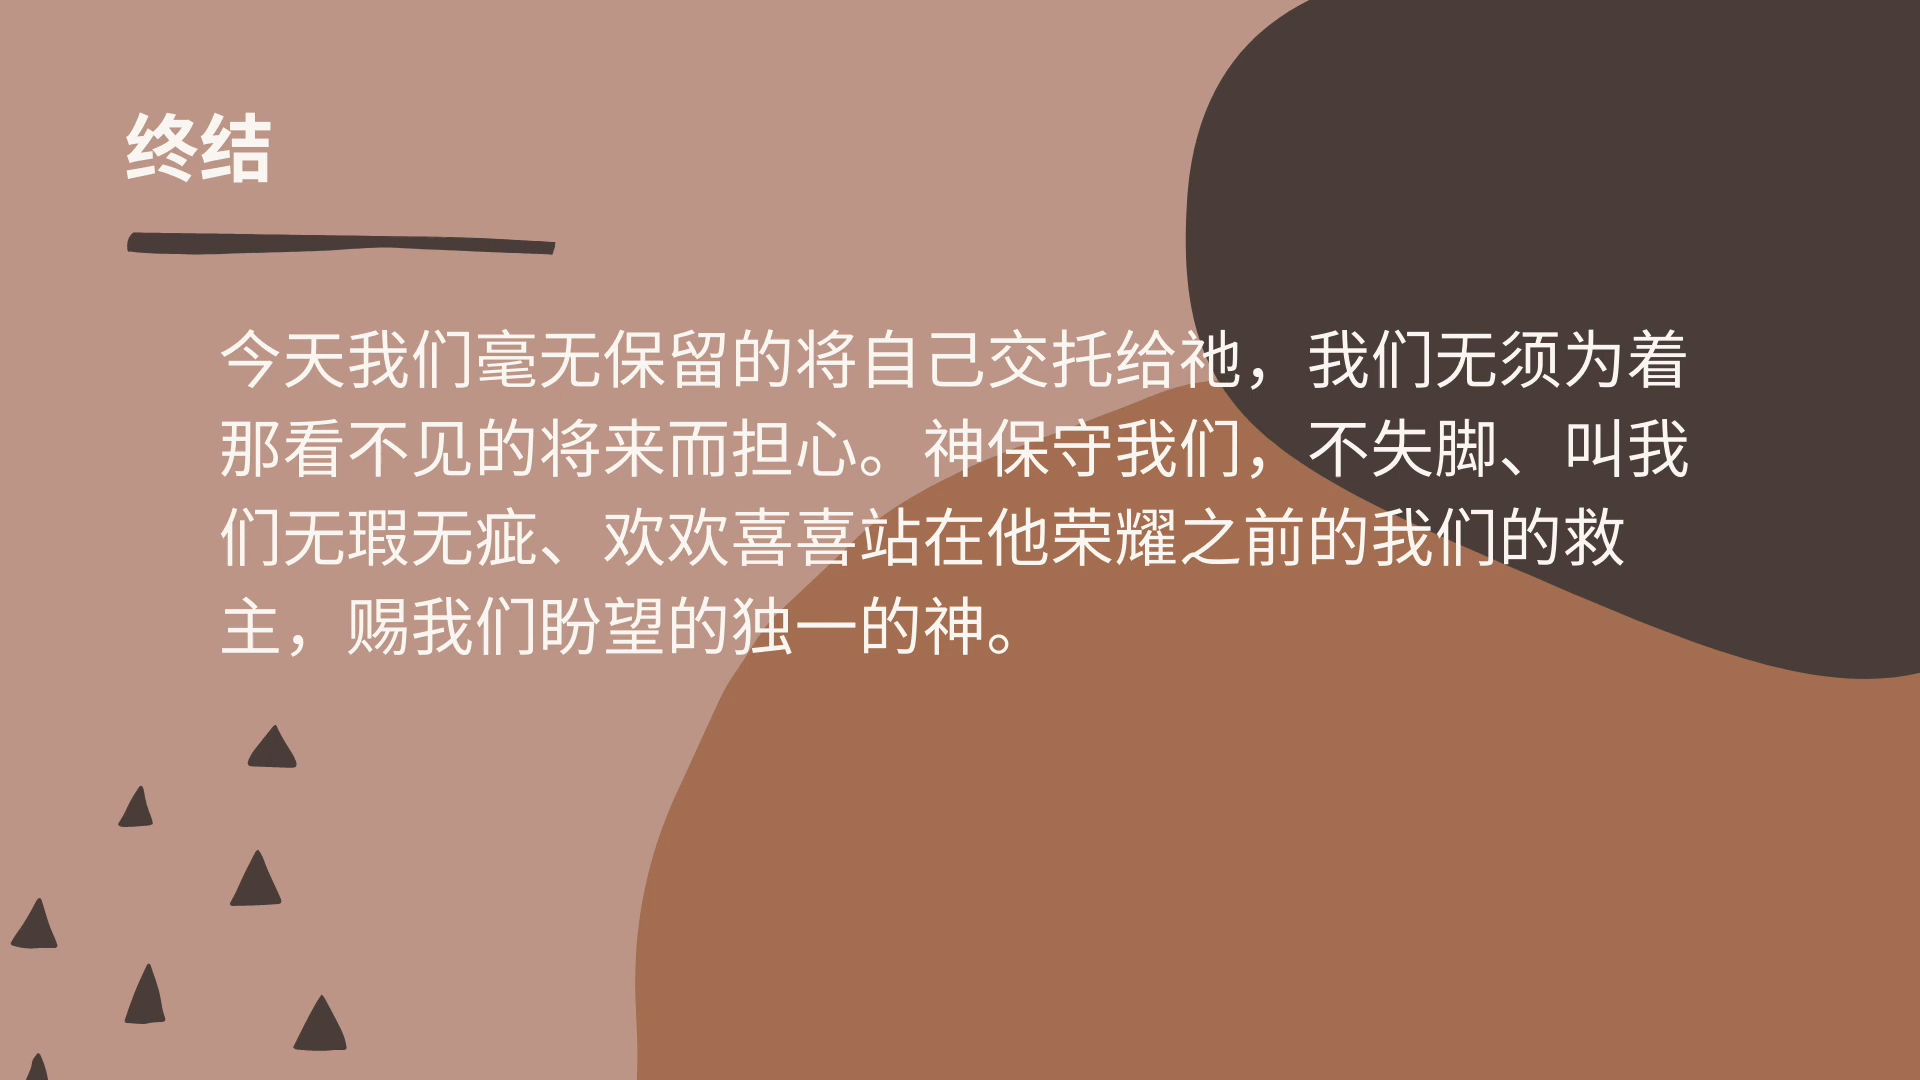 终结
今天我们毫无保留的将自己交托给祂，我们无须为着
那看不见的将来而担心。神保守我们，不失脚、叫我
们无瑕无疵、欢欢喜喜站在他荣耀之前的我们的救
主，赐我们盼望的独一的神。